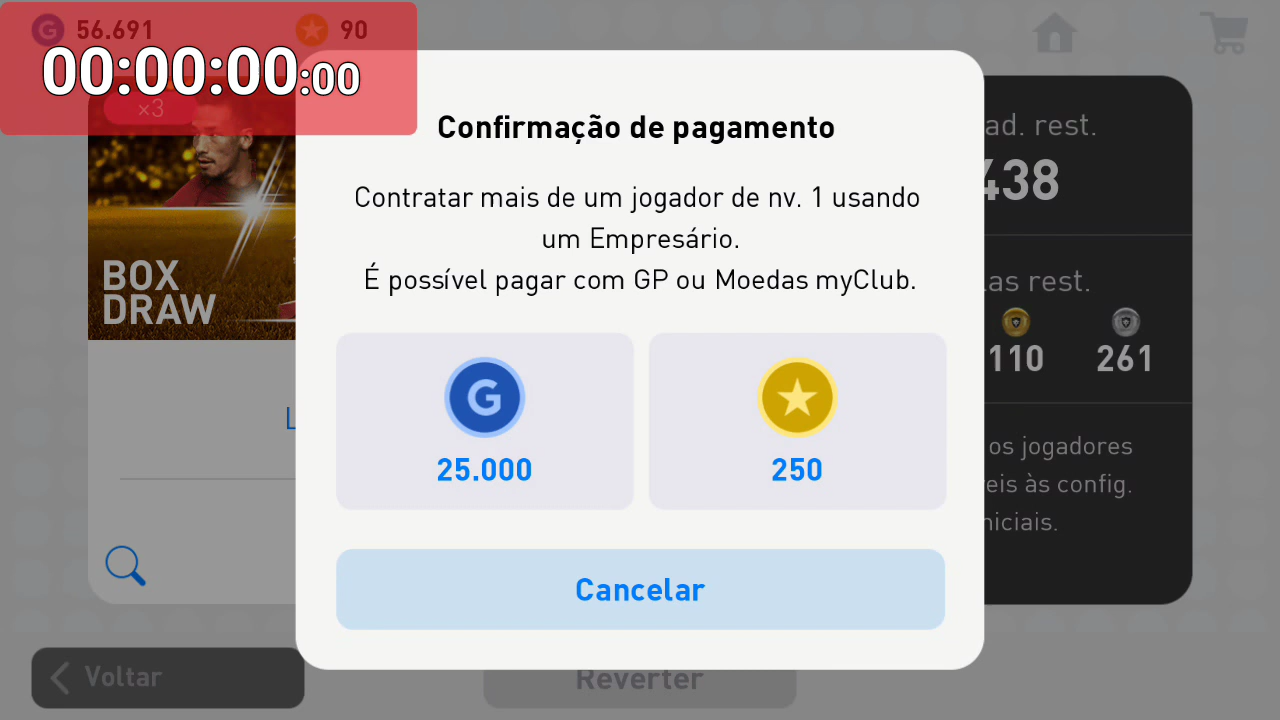 56.691
90
00:00:00:00
×3
Confirmação de pagamento
Contratar mais de um jogador de nv. 1 usando
um Empresário.
É possível pagar com GP ou Moedas myClub.
G
25.000
250
Cancelar
BOX
DRAW
L
ad. rest.
438
as rest.
110
261
os jogadores
eis às config.
niciais.
Voltar
Reverter